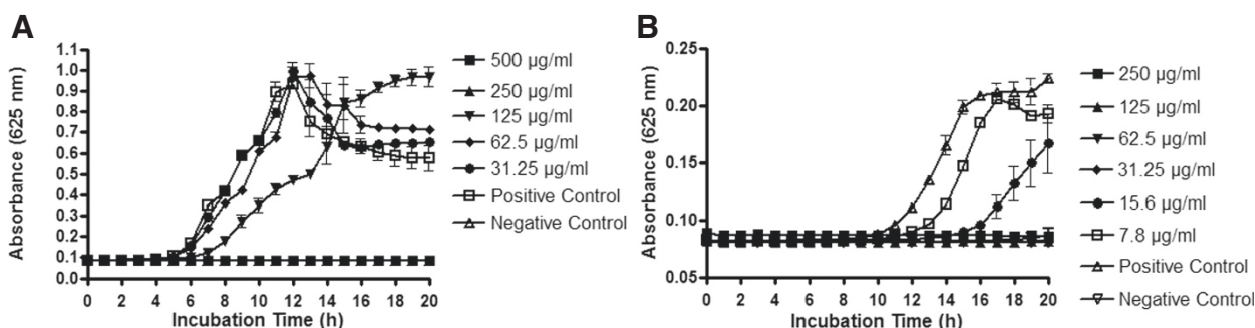 A
Absorbance (625 nm)
1.1
1.0
0.9
0.8
0.7
0.6
0.5
0.4
0.3
0.2
0.1
0.0
0 2 4 6 8 10 12 14 16 18 20
Incubation Time (h)
500 µg/ml
250 µg/ml
125 µg/ml
62.5 µg/ml
31.25 µg/ml
Positive Control
Negative Control
B
Absorbance (625 nm)
0.25
0.20
0.15
0.10
0.05
0 2 4 6 8 10 12 14 16 18 20
Incubation Time (h)
250 µg/ml
125 µg/ml
62.5 µg/ml
31.25 µg/ml
15.6 µg/ml
7.8 µg/ml
Positive Control
Negative Control